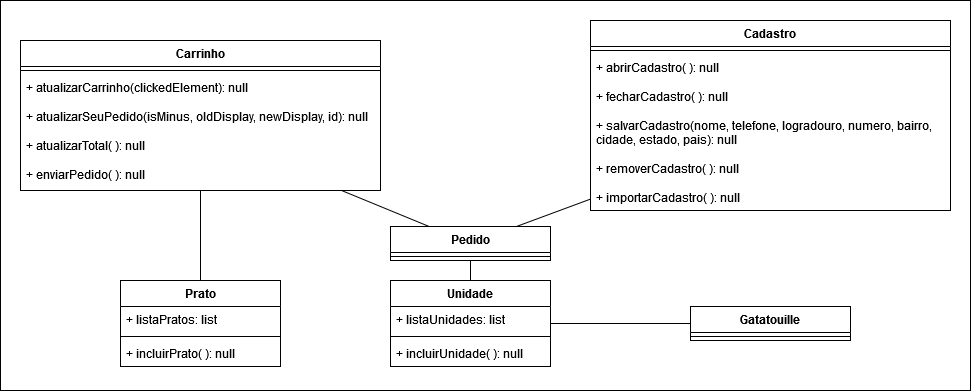 Carrinho
+ atualizarCarrinho(clickedElement): null
+ atualizarSeuPedido(isMinus, oldDisplay, newDisplay, id): null
+ atualizarTotal( ): null
+ enviarPedido( ): null
Cadastro
+ abrirCadastro( ): null
+ fecharCadastro( ): null
+ salvarCadastro(nome, telefone, logradouro, numero, bairro,
cidade, estado, pais): null
+ removerCadastro( ): null
+ importarCadastro( ): null
Pedido
Prato
+ listaPratos: list
+ incluirPrato( ): null
Unidade
+ listaUnidades: list
+ incluirUnidade( ): null
Gatatouille